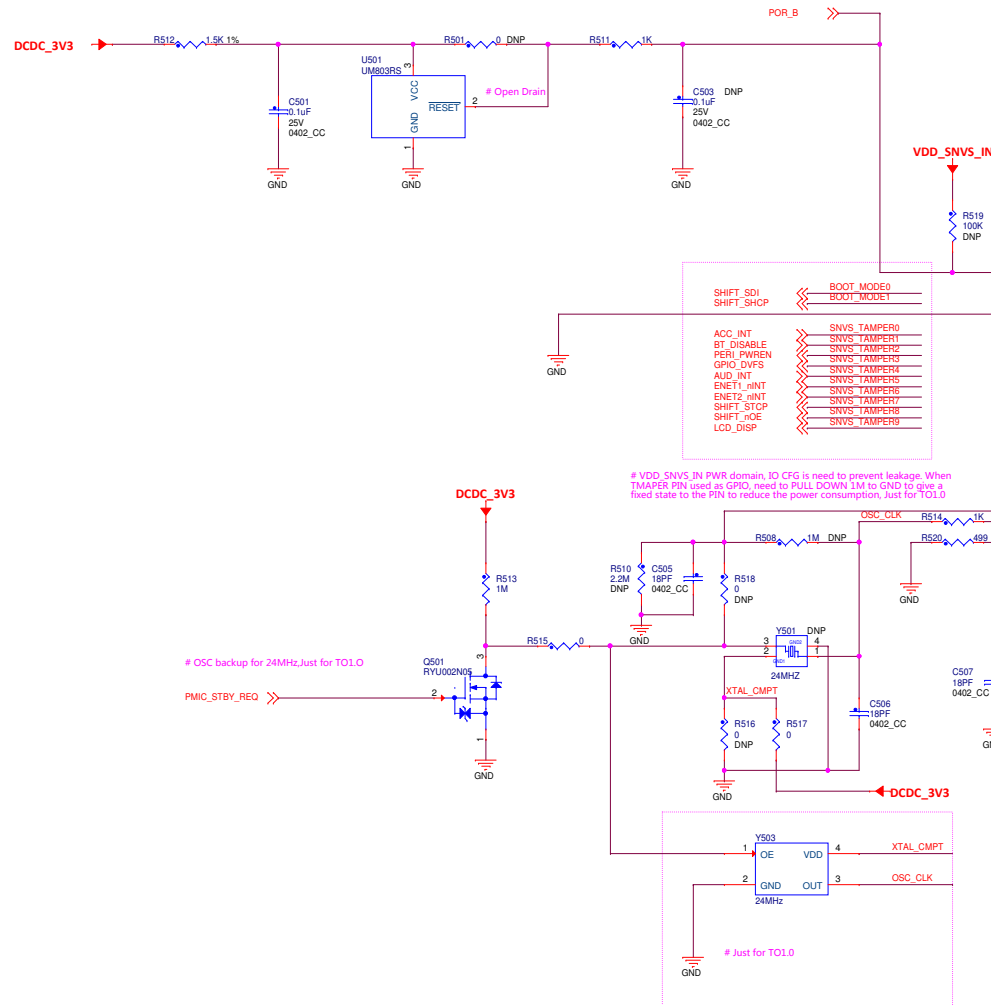 POR_B
DCDC_3V3
R512
1.5K 1%
R501
0
DNP
R511
1K
U501
UM803RS
3
VCC
RESET
2
GND
1
# Open Drain
C501
0.1uF
25V
0402_CC
C503
DNP
0.1uF
25V
0402_CC
GND
GND
GND
VDD_SNVS_IN
R519
100K
DNP
SHIFT_SDI
BOOT_MODE0
SHIFT_SHCP
BOOT_MODE1
GND
ACC_INT
SNVS_TAMPER0
BT_DISABLE
SNVS_TAMPER1
PERI_PWREN
SNVS_TAMPER2
GPIO_DVFS
SNVS_TAMPER3
AUD_INT
SNVS_TAMPER4
ENET1_nINT
SNVS_TAMPER5
ENET2_nINT
SNVS_TAMPER6
SHIFT_STCP
SNVS_TAMPER7
SHIFT_nOE
SNVS_TAMPER8
LCD_DISP
SNVS_TAMPER9
# VDD_SNVS_IN PWR domain, IO CFG is need to prevent leakage. When
TMAPER PIN used as GPIO, need to PULL DOWN 1M to GND to give a
fixed state to the PIN to reduce the power consumption, Just for TO1.0
DCDC_3V3
R513
1M
OSC_CLK
R514
1K
R508
1M
DNP
R520
499
GND
R510
2.2M
DNP
C505
18PF
0402_CC
R518
0
DNP
GND
R515
0
Y501
DNP
3
2
4
1
GND2
GND1
24MHZ
# OSC backup for 24MHz,Just for TO1.O
Q501
RYU002N05
3
2
1
PMIC_STBY_REQ
GND
XTAL_CMPT
R516
0
DNP
R517
0
C506
18PF
0402_CC
C507
18PF
0402_CC
GND
DCDC_3V3
Y503
1
OE
VDD
4
XTAL_CMPT
2
GND
OUT
3
OSC_CLK
24MHz
GND
# Just for TO1.0